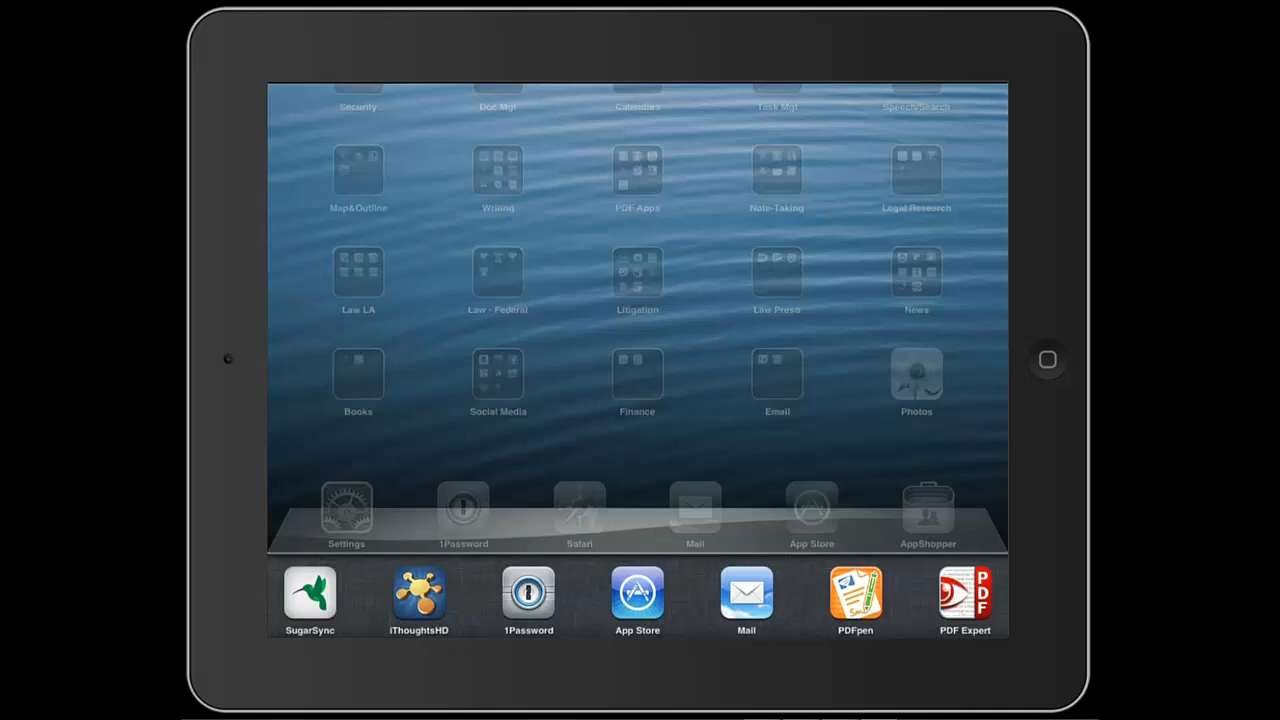 Security Doc Mgt Calendars Task Mgt Speech/Search
Map&Outline Writing PDF Apps Note-Taking Legal Research
Law LA Law - Federal Litigation Law Preso News
Books Social Media Finance Email Photos
Settings 1Password Safari Mail App Store AppShopper
PDF
SugarSync iThoughtsHD 1Password App Store Mail PDFpen PDF Expert